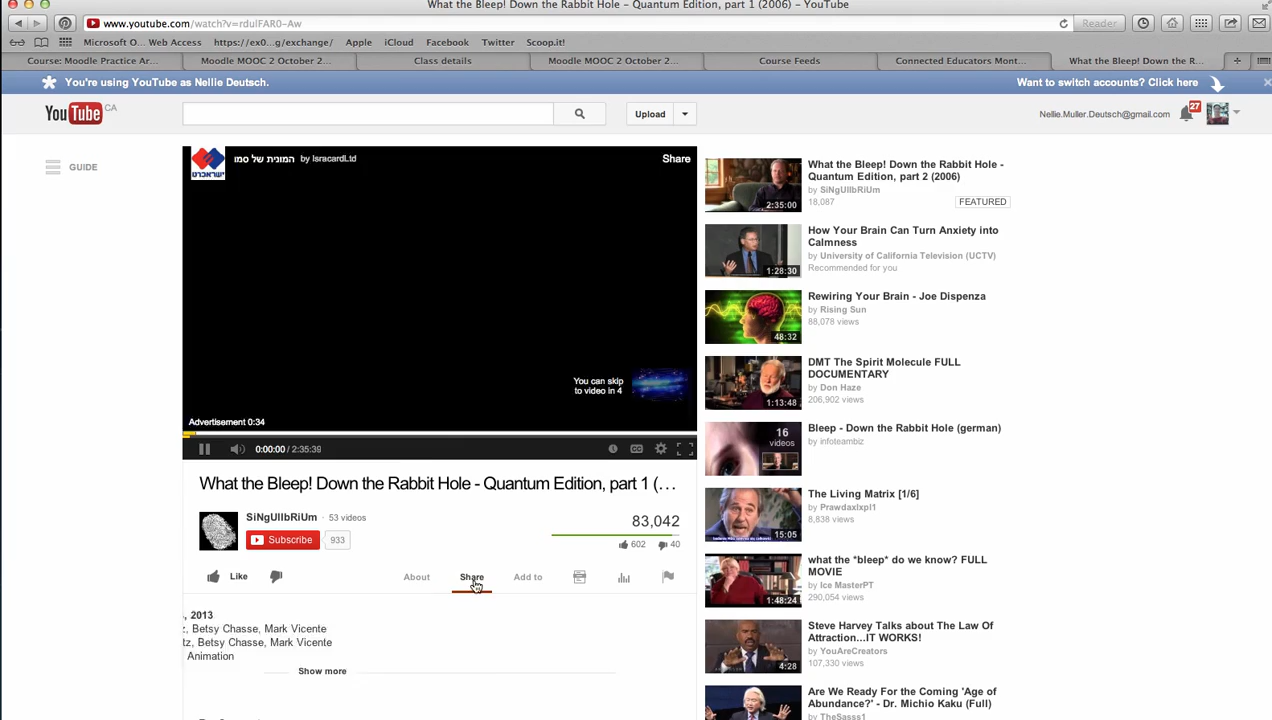 What the Bleep! Down the Rabbit Hole – Quantum Edition, part 1 (2006) – YouTube
www.youtube.com/watch?v=rdulFAR0-Aw
Reader
Microsoft O... Web Access
https://ex0...g/exchange/
Apple
iCloud
Facebook
Twitter
Scoop.it!
Course: Moodle Practice Ar...
Moodle MOOC 2 October 2...
Class details
Moodle MOOC 2 October 2...
Course Feeds
Connected Educators Mont...
What the Bleep! Down the R...
You're using YouTube as Nellie Deutsch.
Want to switch accounts? Click here
YouTube CA
Upload
Nellie.Muller.Deutsch@gmail.com
27
GUIDE
המונית של סמו by IsracardLtd
Share
ישראכרט
You can skip
to video in 4
Advertisement 0:34
0:00:00 / 2:35:39
CC
What the Bleep! Down the Rabbit Hole - Quantum Edition, part 1 (...
SiNgUlIbRiUm · 53 videos
Subscribe
933
83,042
602
40
Like
About
Share
Add to
, 2013
z, Betsy Chasse, Mark Vicente
tz, Betsy Chasse, Mark Vicente
Animation
Show more
What the Bleep! Down the Rabbit Hole -
Quantum Edition, part 2 (2006)
by SiNgUlIbRiUm
18,087
FEATURED
2:35:00
How Your Brain Can Turn Anxiety into
Calmness
by University of California Television (UCTV)
Recommended for you
1:28:30
Rewiring Your Brain - Joe Dispenza
by Rising Sun
88,078 views
48:32
DMT The Spirit Molecule FULL
DOCUMENTARY
by Don Haze
206,902 views
1:13:48
Bleep - Down the Rabbit Hole (german)
by infoteambiz
16
videos
The Living Matrix [1/6]
by Prawdaxlxpl1
8,838 views
15:05
what the *bleep* do we know? FULL
MOVIE
by Ice MasterPT
290,054 views
1:48:24
Steve Harvey Talks about The Law Of
Attraction...IT WORKS!
by YouAreCreators
107,330 views
4:28
Are We Ready For the Coming 'Age of
Abundance?' - Dr. Michio Kaku (Full)
by TheSasss1